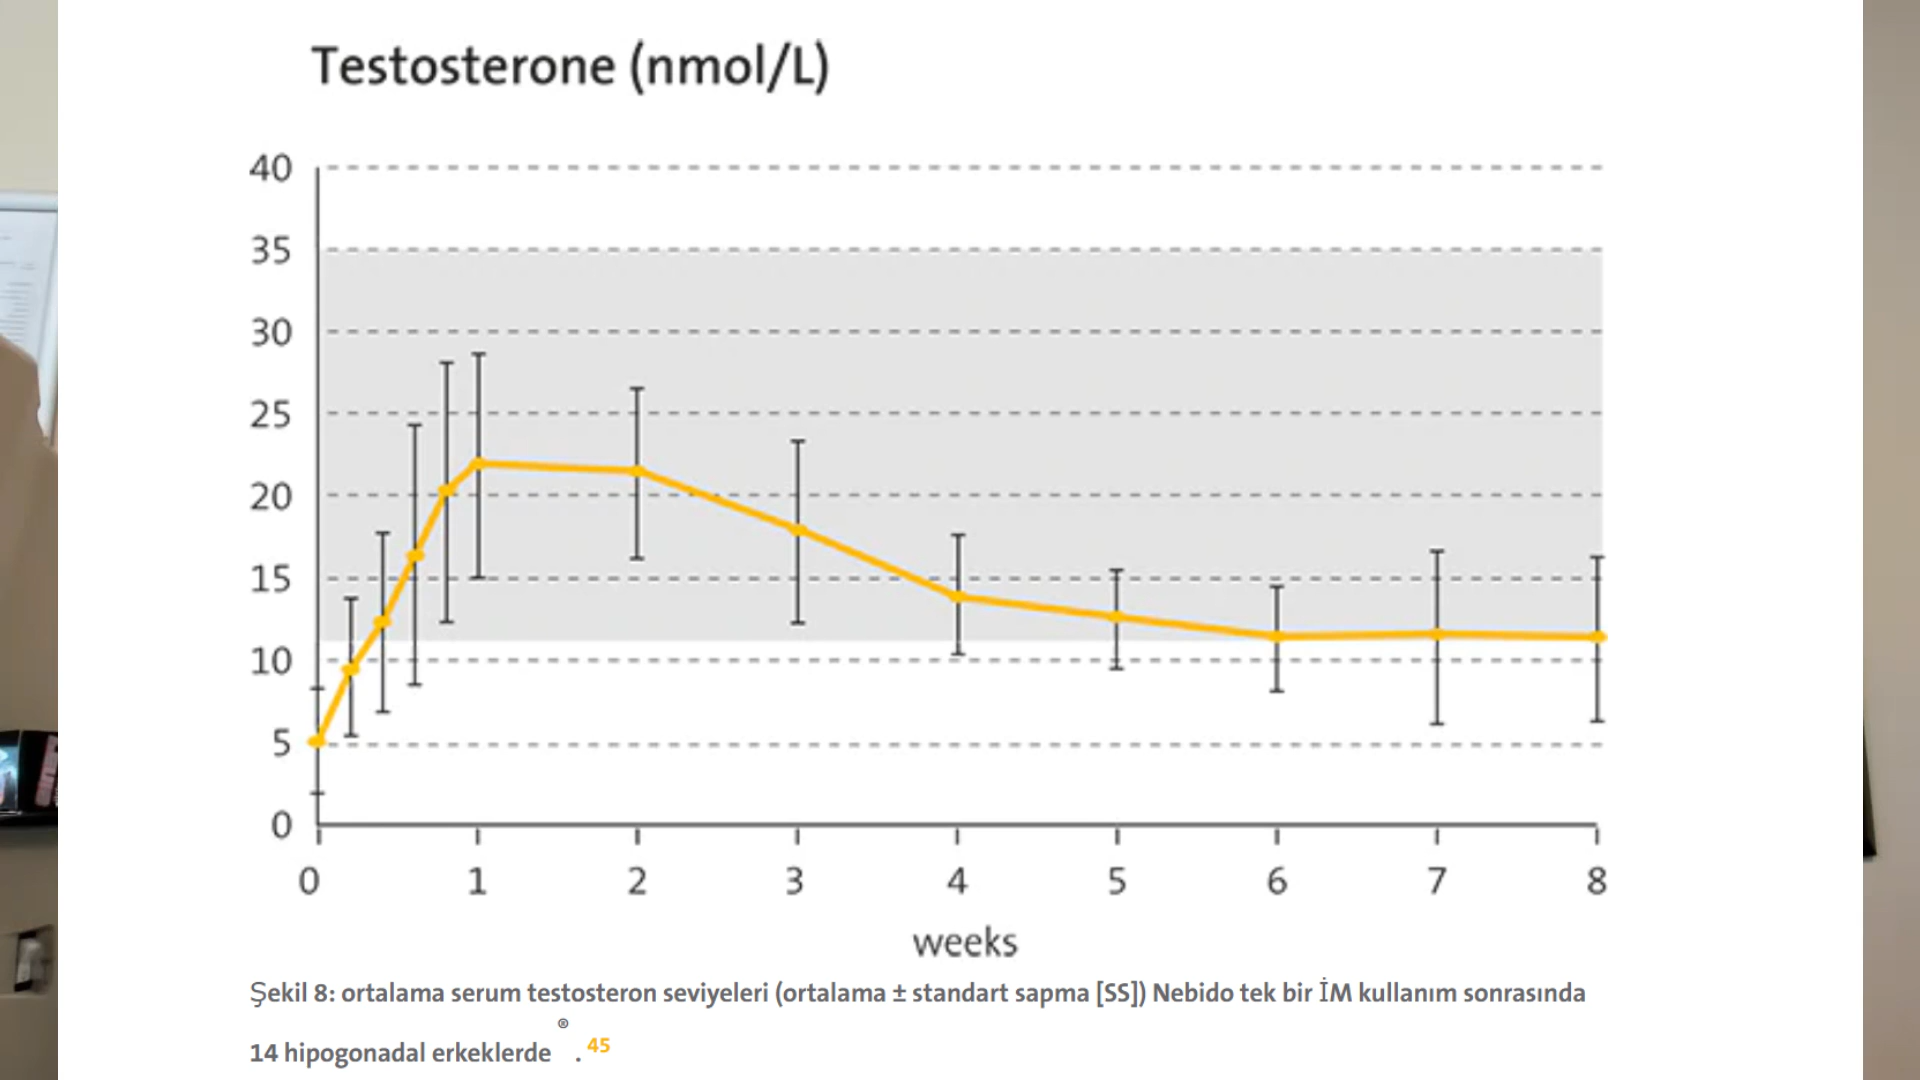 Testosterone (nmol/L)
40
35
30
25
20
15
10
5
0
0 1 2 3 4 5 6 7 8
weeks
Şekil 8: ortalama serum testosteron seviyeleri (ortalama ± standart sapma [SS]) Nebido tek bir İM kullanım sonrasında
14 hipogonadal erkeklerde ® . 45